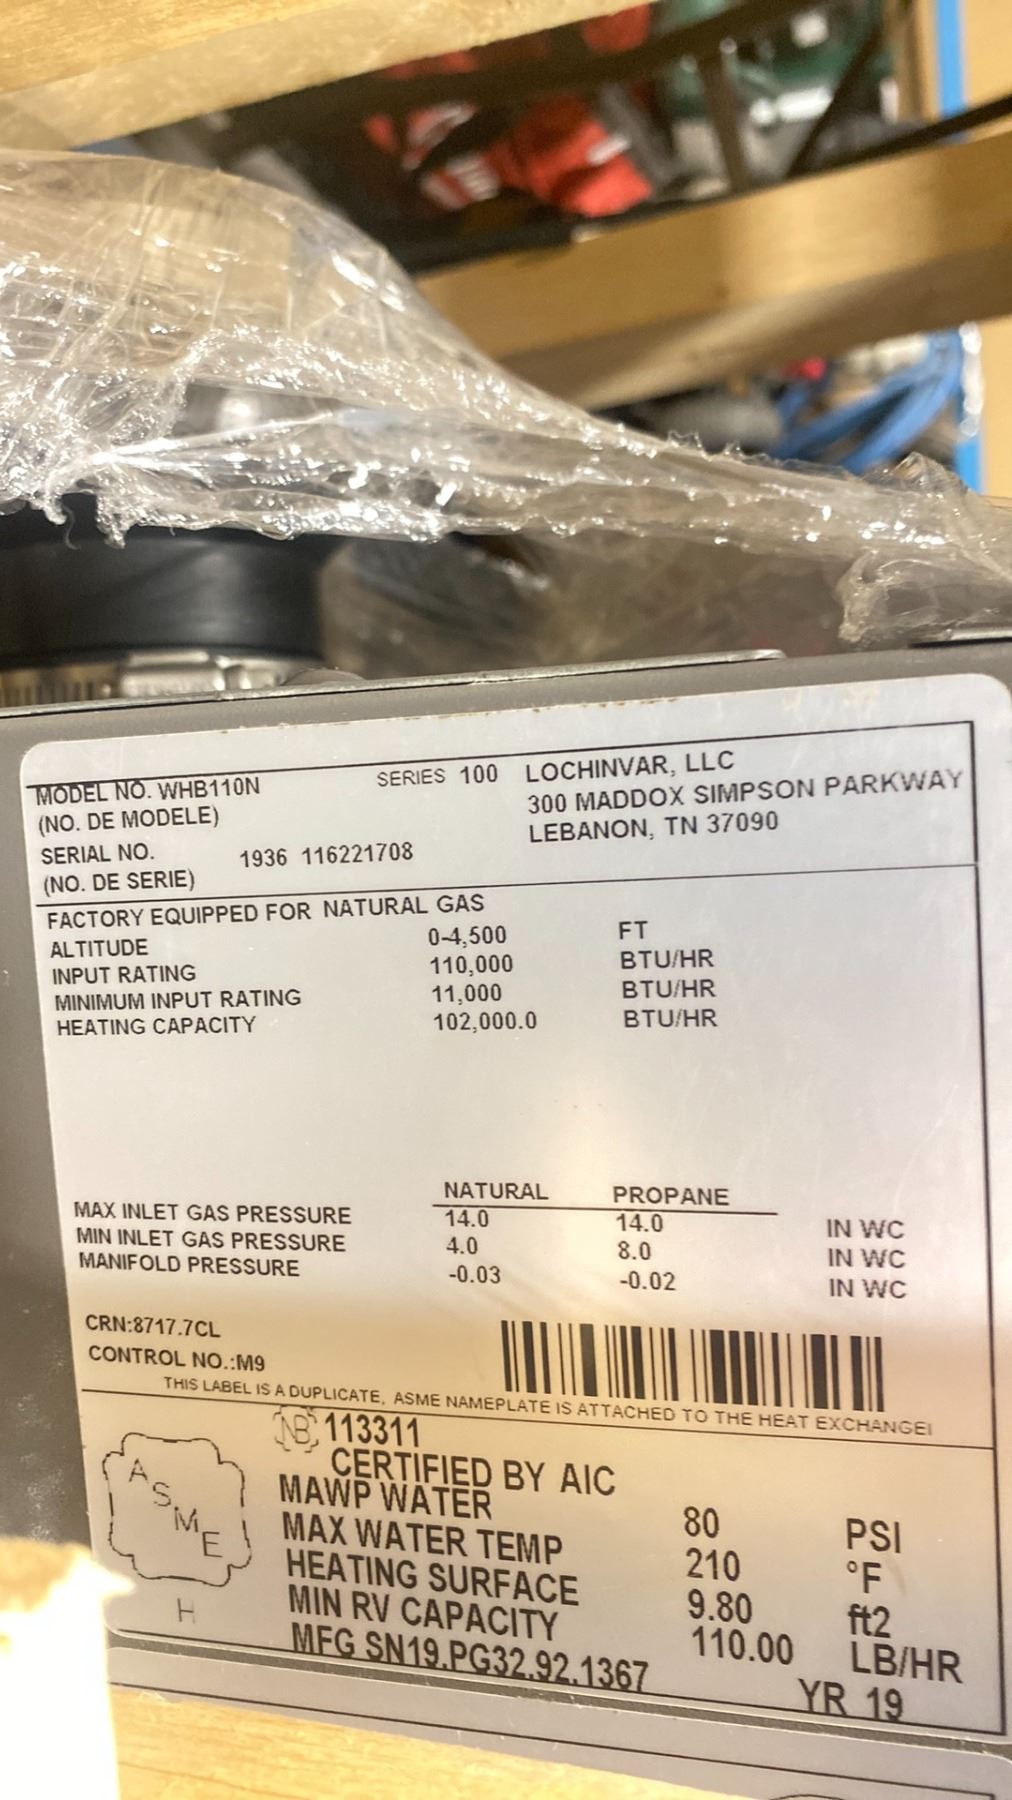 MODEL NO. WHB110N SERIES 100 LOCHINVAR, LLC
(NO. DE MODELE) 300 MADDOX SIMPSON PARKWAY
SERIAL NO. 1936 116221708 LEBANON, TN 37090
(NO. DE SERIE)
FACTORY EQUIPPED FOR NATURAL GAS
ALTITUDE 0-4,500 FT
INPUT RATING 110,000 BTU/HR
MINIMUM INPUT RATING 11,000 BTU/HR
HEATING CAPACITY 102,000.0 BTU/HR
NATURAL PROPANE
MAX INLET GAS PRESSURE 14.0 14.0 IN WC
MIN INLET GAS PRESSURE 4.0 8.0 IN WC
MANIFOLD PRESSURE -0.03 -0.02 IN WC
CRN:8717.7CL
CONTROL NO.:M9
THIS LABEL IS A DUPLICATE, ASME NAMEPLATE IS ATTACHED TO THE HEAT EXCHANGEI
NB 113311
CERTIFIED BY AIC
MAWP WATER 80 PSI
MAX WATER TEMP 210 °F
HEATING SURFACE 9.80 ft2
MIN RV CAPACITY 110.00 LB/HR
MFG SN19.PG32.92.1367 YR 19
ASME
H